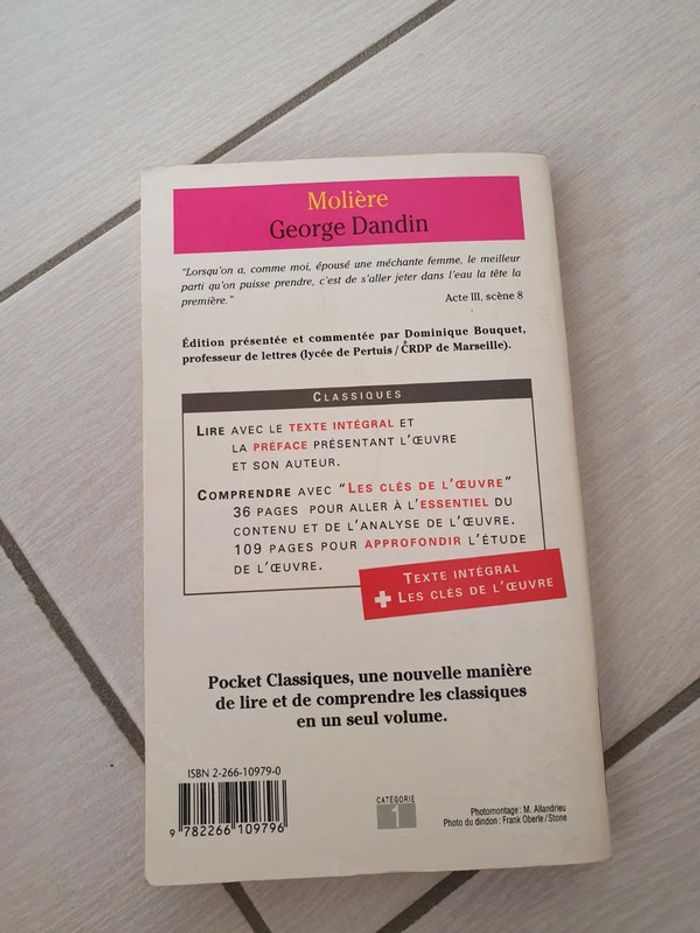 Molière
George Dandin
"Lorsqu'on a, comme moi, épousé une méchante femme, le meilleur
parti qu'on puisse prendre, c'est de s'aller jeter dans l'eau la tête la
première."
Acte III, scène 8
Édition présentée et commentée par Dominique Bouquet,
professeur de lettres (lycée de Pertuis / CRDP de Marseille).
CLASSIQUES
LIRE AVEC LE TEXTE INTÉGRAL ET
LA PRÉFACE PRÉSENTANT L'ŒUVRE
ET SON AUTEUR.
COMPRENDRE AVEC "LES CLÉS DE L'ŒUVRE"
36 PAGES POUR ALLER À L'ESSENTIEL DU
CONTENU ET DE L'ANALYSE DE L'ŒUVRE.
109 PAGES POUR APPROFONDIR L'ÉTUDE
DE L'ŒUVRE.
TEXTE INTÉGRAL
+ LES CLÉS DE L'ŒUVRE
Pocket Classiques, une nouvelle manière
de lire et de comprendre les classiques
en un seul volume.
ISBN 2-266-10979-0
9 782266 109796
CATÉGORIE
1
Photomontage : M. Allandrieu
Photo du dindon : Frank Oberle / Stone